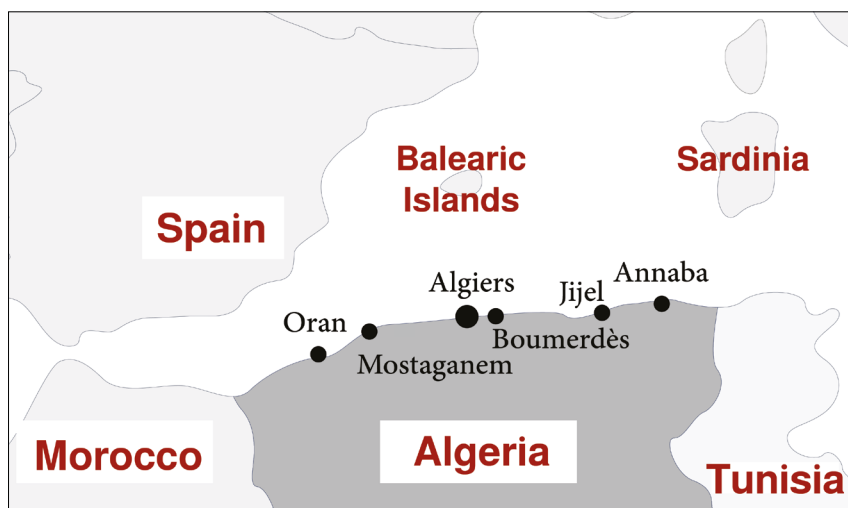 Balearic
Islands
Sardinia
Spain
Algiers
Jijel
Annaba
Oran
Mostaganem
Boumerdès
Morocco
Algeria
Tunisia